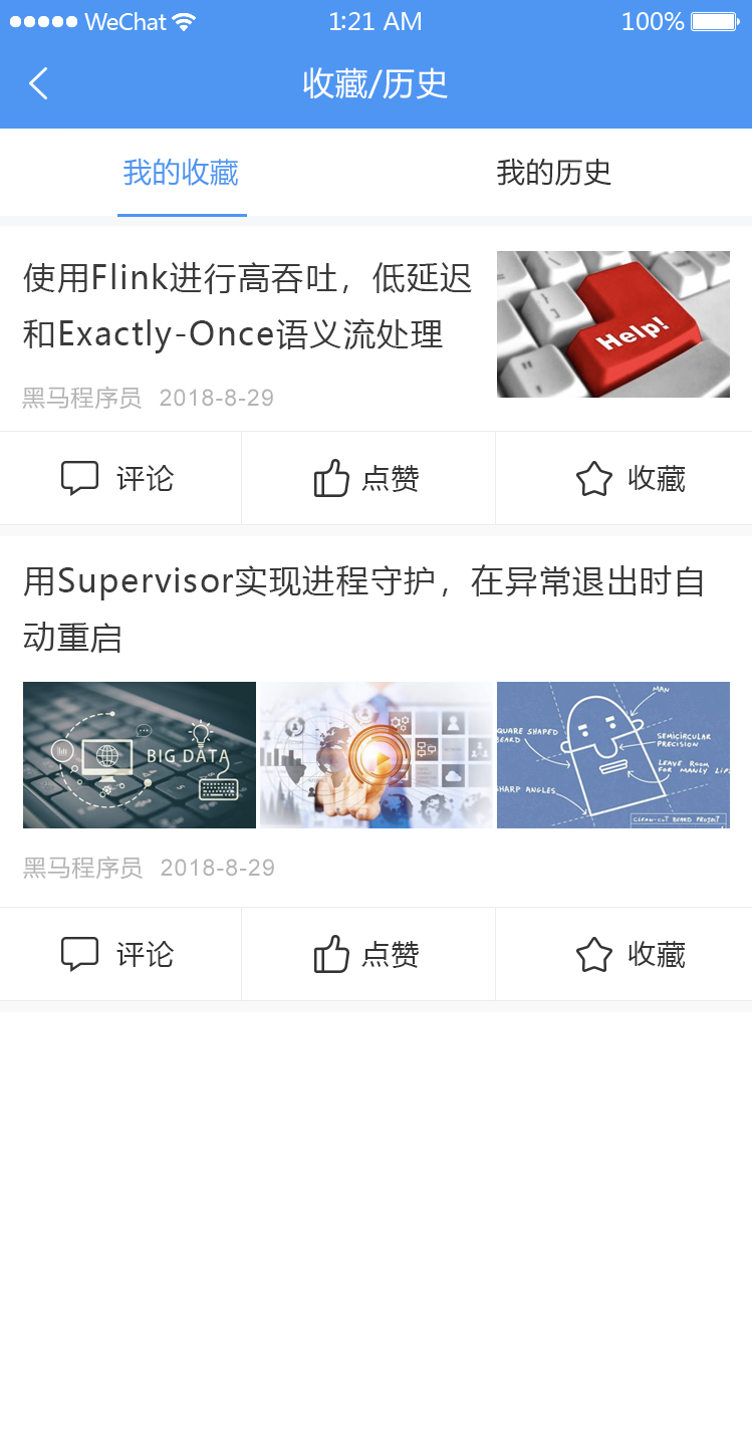 WeChat 1:21 AM 100%
收藏/历史
我的收藏 我的历史
使用Flink进行高吞吐，低延迟
和Exactly-Once语义流处理
Help!
黑马程序员 2018-8-29
评论 点赞 收藏
用Supervisor实现进程守护，在异常退出时自
动重启
BIG DATA
MAN
SQUARE SHAPED
BEARD
SEMICIRCULAR
PRECISION
LEAVE ROOM
FOR MANLY LIP
SHARP ANGLES
CLEAN-CUT BEARD PROJECT
黑马程序员 2018-8-29
评论 点赞 收藏